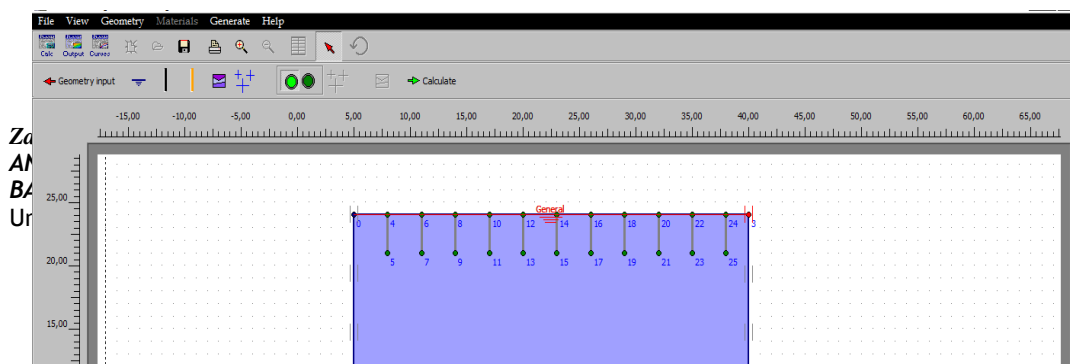 File View Geometry Materials Generate Help
Calc Output Curves
Geometry input Calculate
-15,00 -10,00 -5,00 0,00 5,00 10,00 15,00 20,00 25,00 30,00 35,00 40,00 45,00 50,00 55,00 60,00 65,00
Za
AN
BA
Un
25,00
General
0 4 6 8 10 12 14 16 18 20 22 24 3
20,00
5 7 9 11 13 15 17 19 21 23 25
15,00